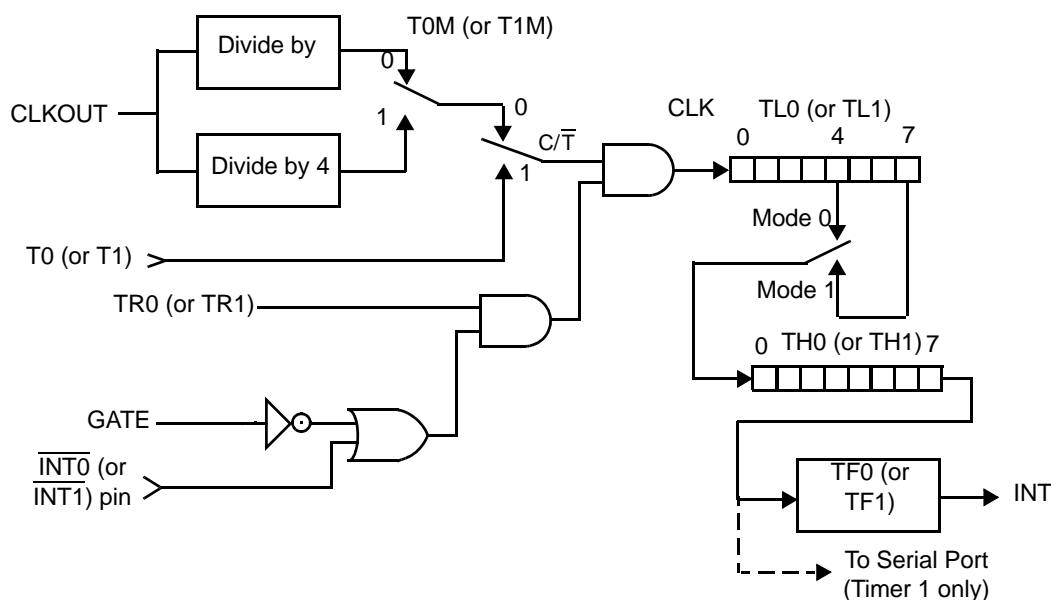 T0M (or T1M)
Divide by
0
CLKOUT
1
Divide by 4
0
C/T̅
1
CLK
TL0 (or TL1)
0 4 7
T0 (or T1)
Mode 0
Mode 1
TR0 (or TR1)
0 TH0 (or TH1) 7
GATE
I̅N̅T̅0̅ (or
I̅N̅T̅1̅) pin
TF0 (or
TF1)
INT
To Serial Port
(Timer 1 only)